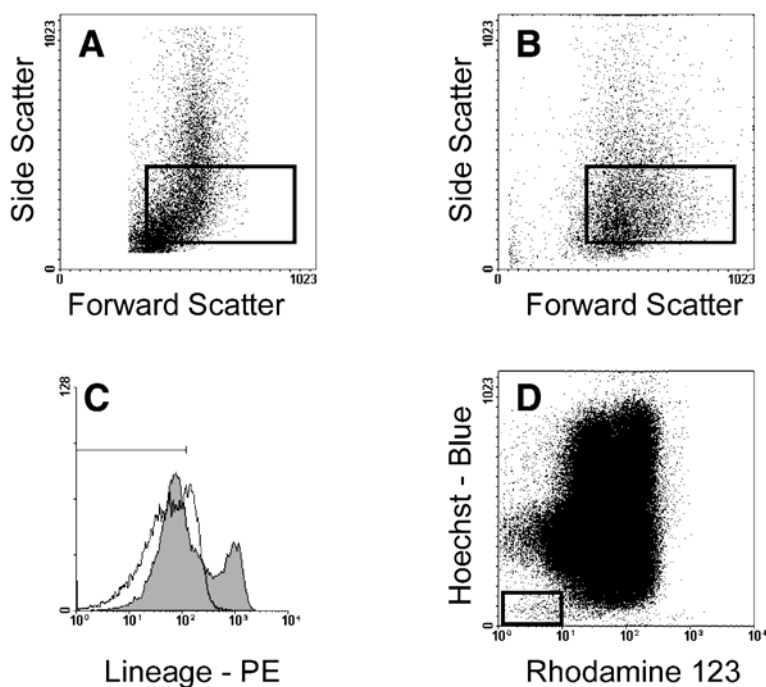 A
Side Scatter
1023
0
0
1023
Forward Scatter
B
Side Scatter
1023
0
0
1023
Forward Scatter
C
128
0
10⁰
10¹
10²
10³
10⁴
Lineage - PE
D
Hoechst - Blue
1023
0
10⁰
10¹
10²
10³
10⁴
Rhodamine 123